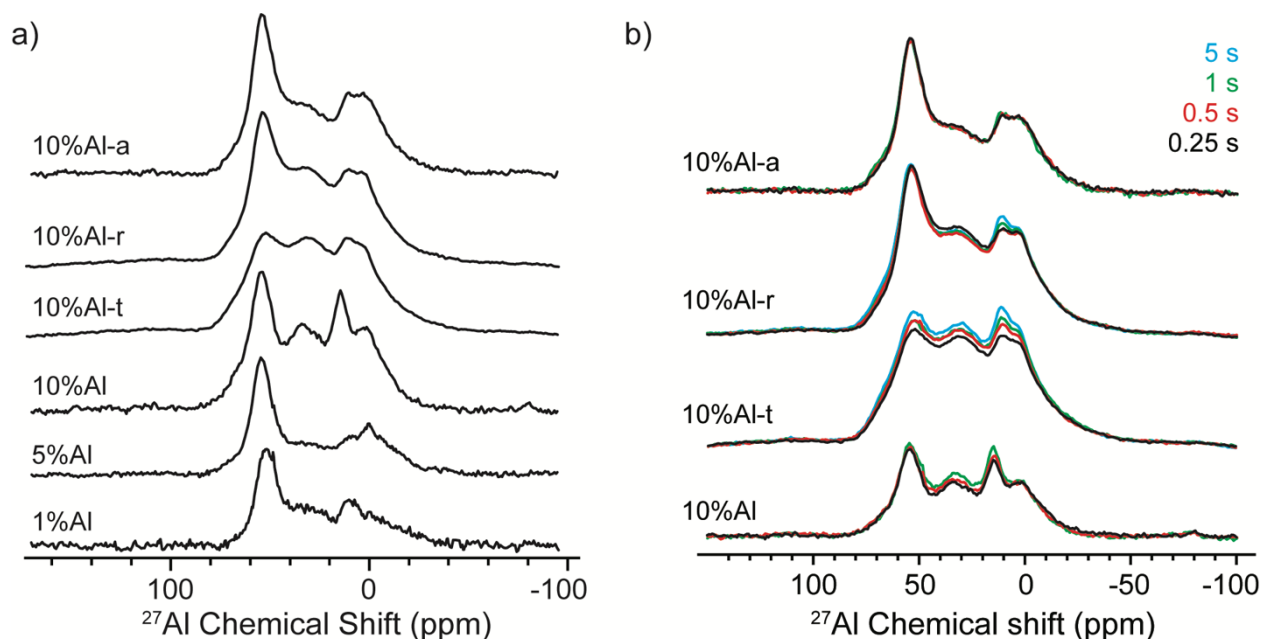 a)
10%Al-a
10%Al-r
10%Al-t
10%Al
5%Al
1%Al
100 0 -100
²⁷Al Chemical Shift (ppm)
b)
5 s
1 s
0.5 s
0.25 s
10%Al-a
10%Al-r
10%Al-t
10%Al
100 50 0 -50 -100
²⁷Al Chemical shift (ppm)